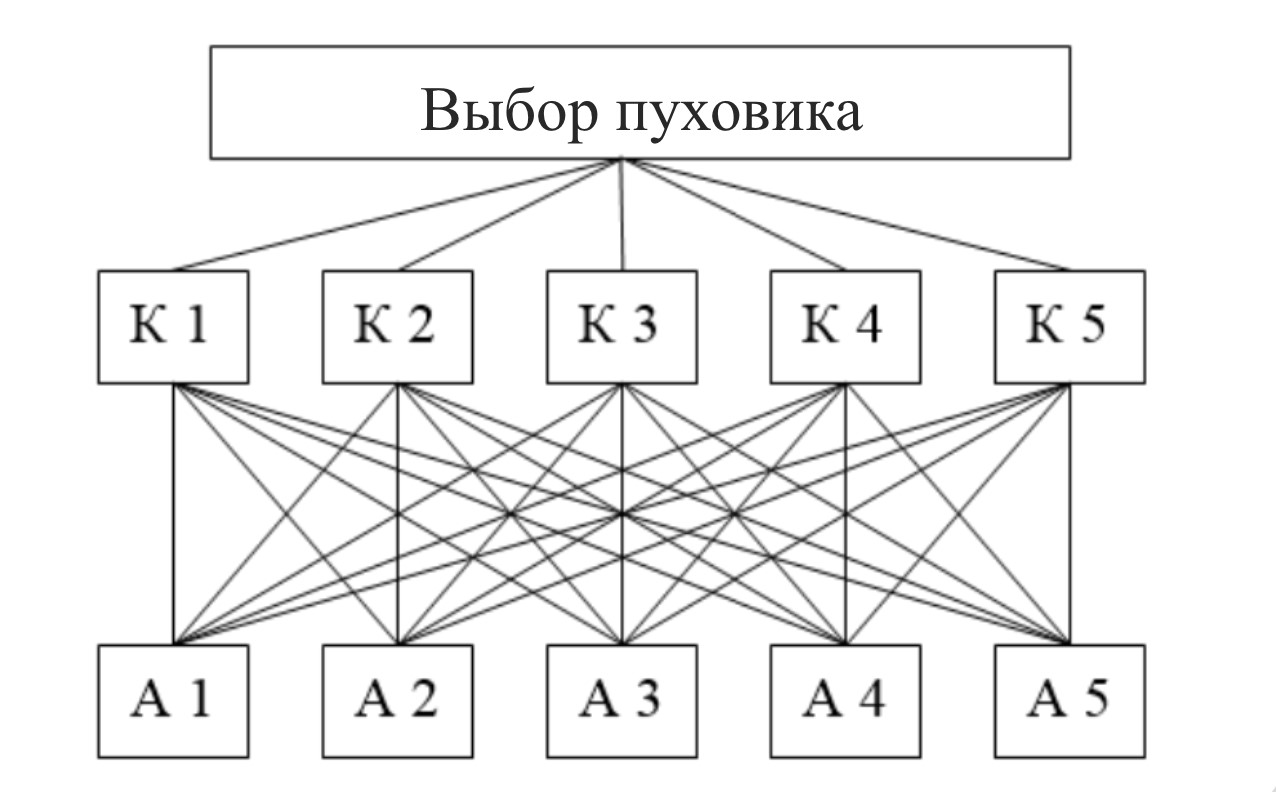 Выбор пуховика
К 1
К 2
К 3
К 4
К 5
А 1
А 2
А 3
А 4
А 5